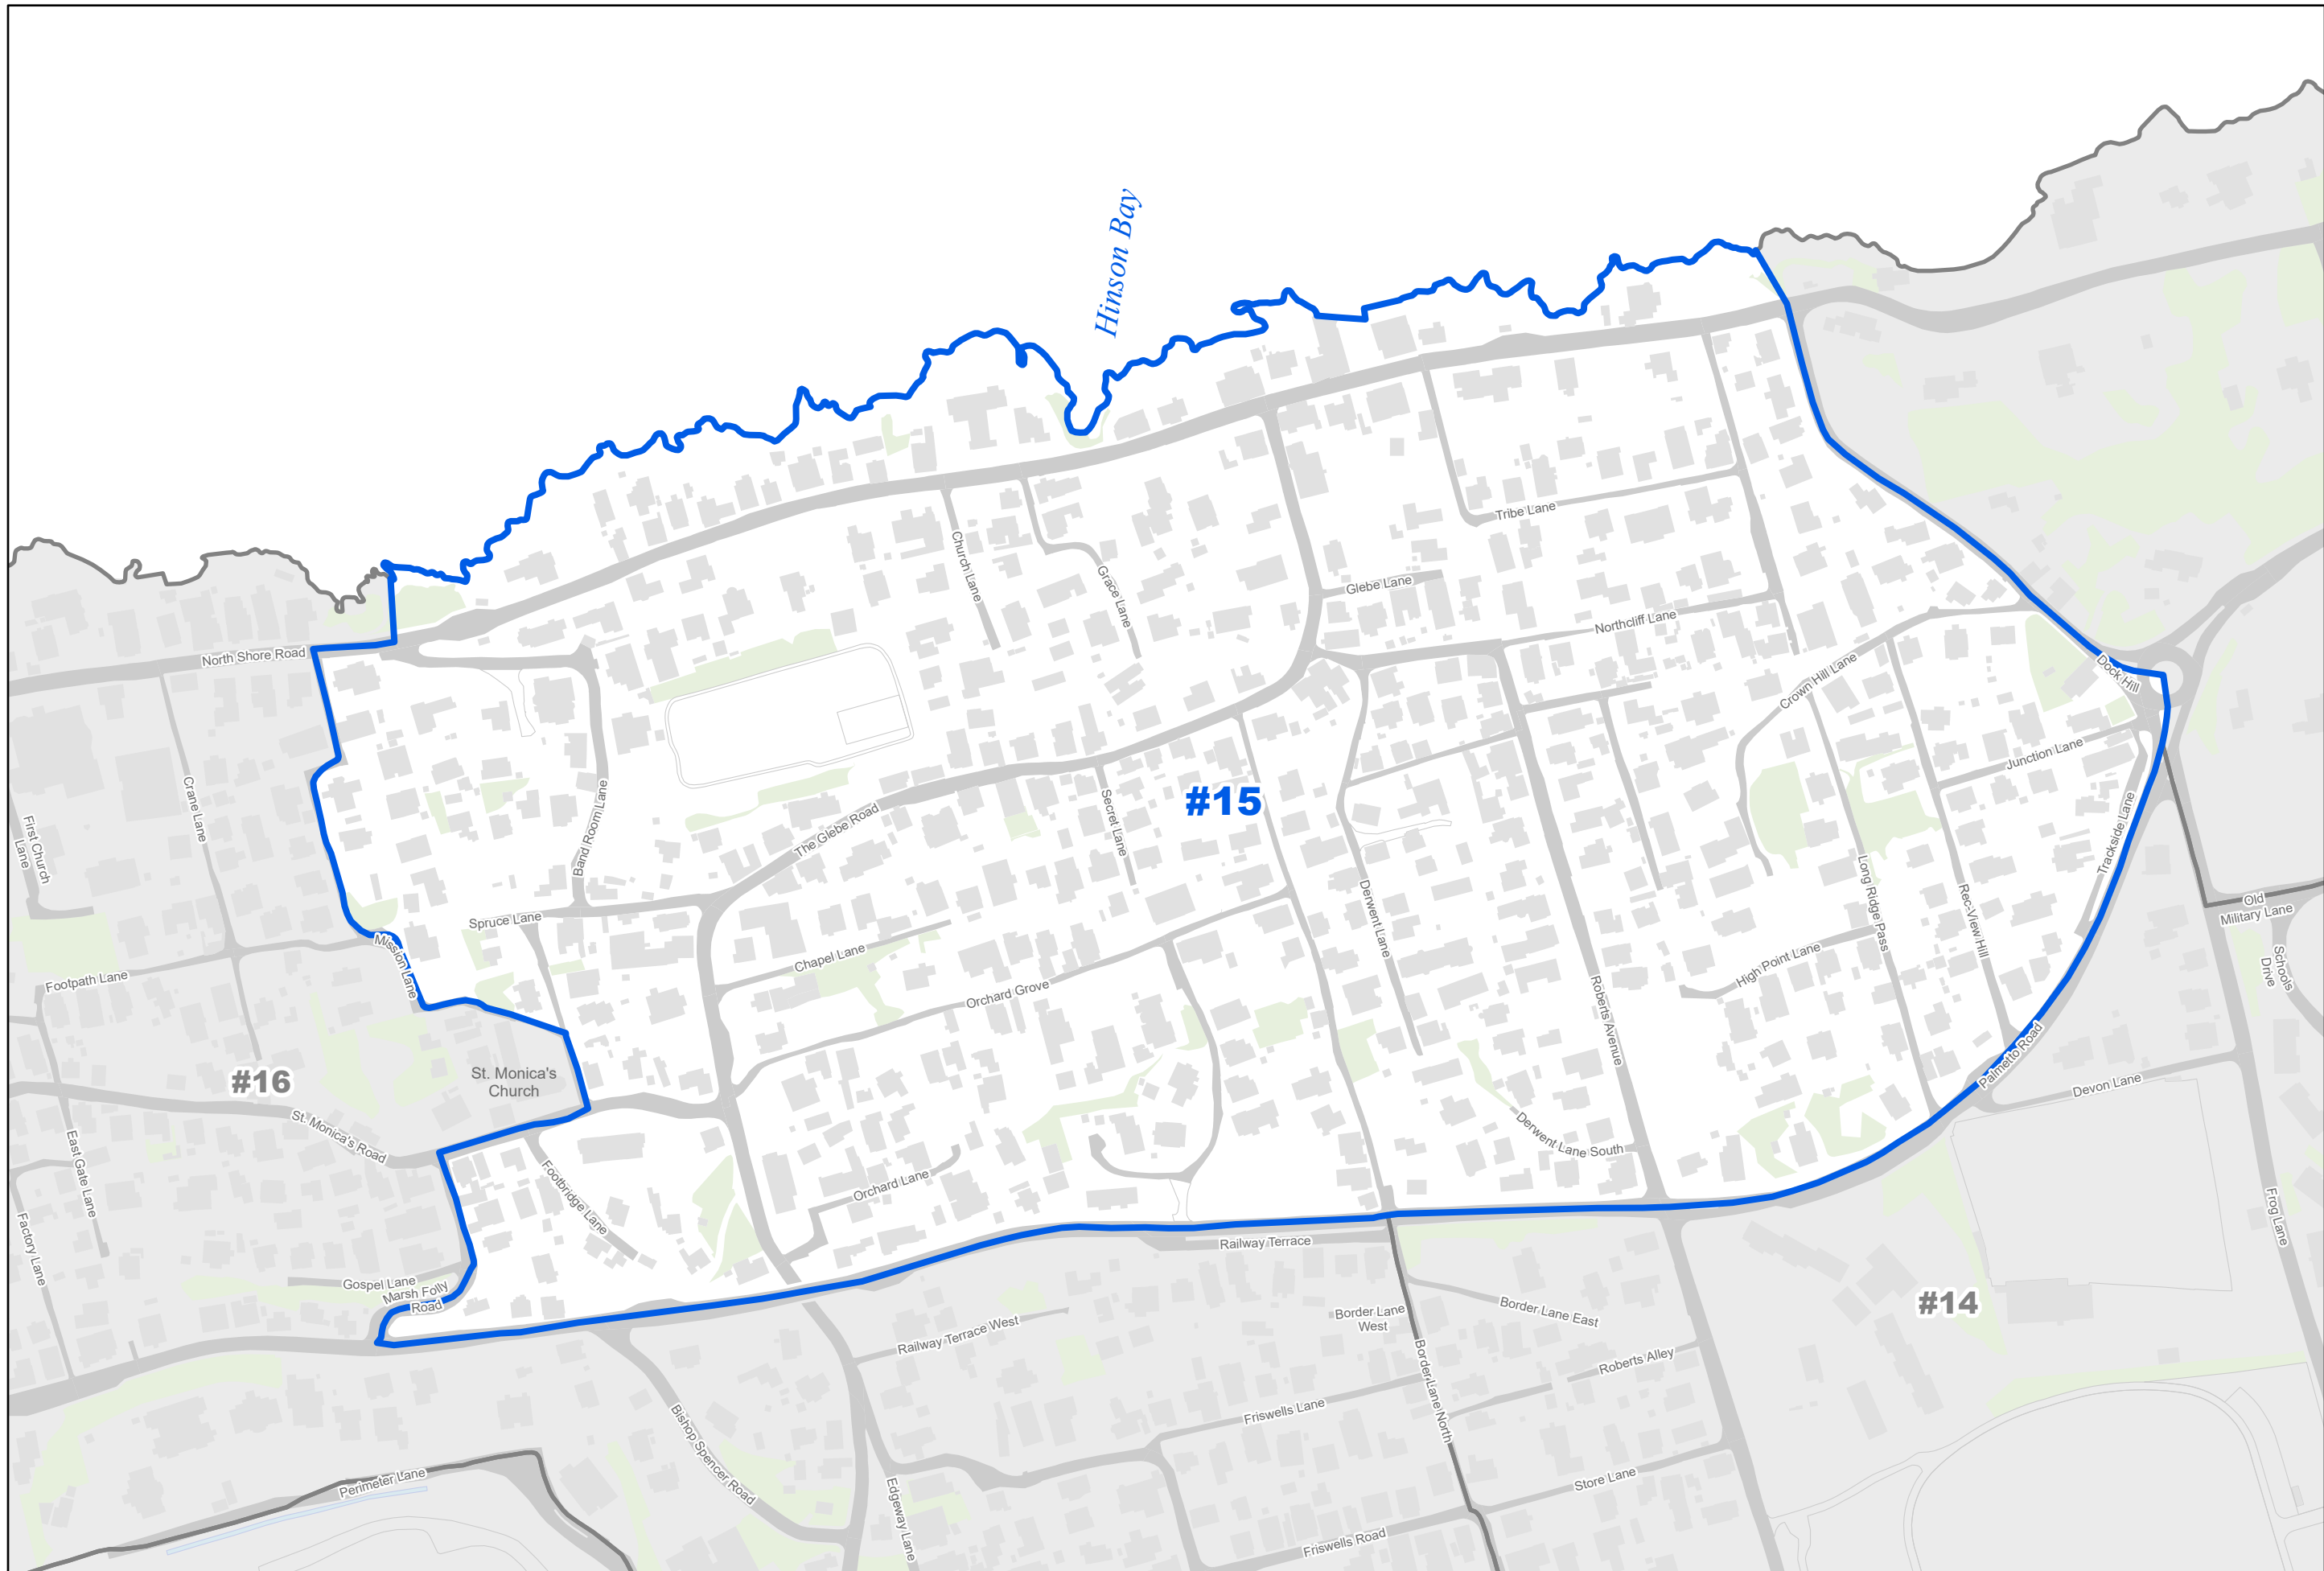 Hinson Bay
North Shore Road
Church Lane
Grace Lane
Tribe Lane
Glebe Lane
Northcliff Lane
Crown Hill Lane
Dock Hill
Junction Lane
Trackside Lane
Crane Lane
First Church
Lane
Band Room Lane
The Glebe Road
Secret Lane
#15
Derwent Lane
Long Ridge Pass
Rec-View Hill
Old
Military Lane
Spruce Lane
Mission Lane
Footpath Lane
Chapel Lane
Orchard Grove
High Point Lane
Roberts Avenue
Schools
Drive
Palmetto Road
Devon Lane
#16
St. Monica's
Church
St. Monica's Road
East Gate Lane
Factory Lane
Footbridge Lane
Orchard Lane
Derwent Lane South
Frog Lane
Gospel Lane
Marsh Folly
Road
Railway Terrace
Railway Terrace West
Border Lane
West
Border Lane East
#14
Border Lane North
Roberts Alley
Friswells Lane
Bishop Spencer Road
Perimeter Lane
Edgeway Lane
Store Lane
Friswells Road